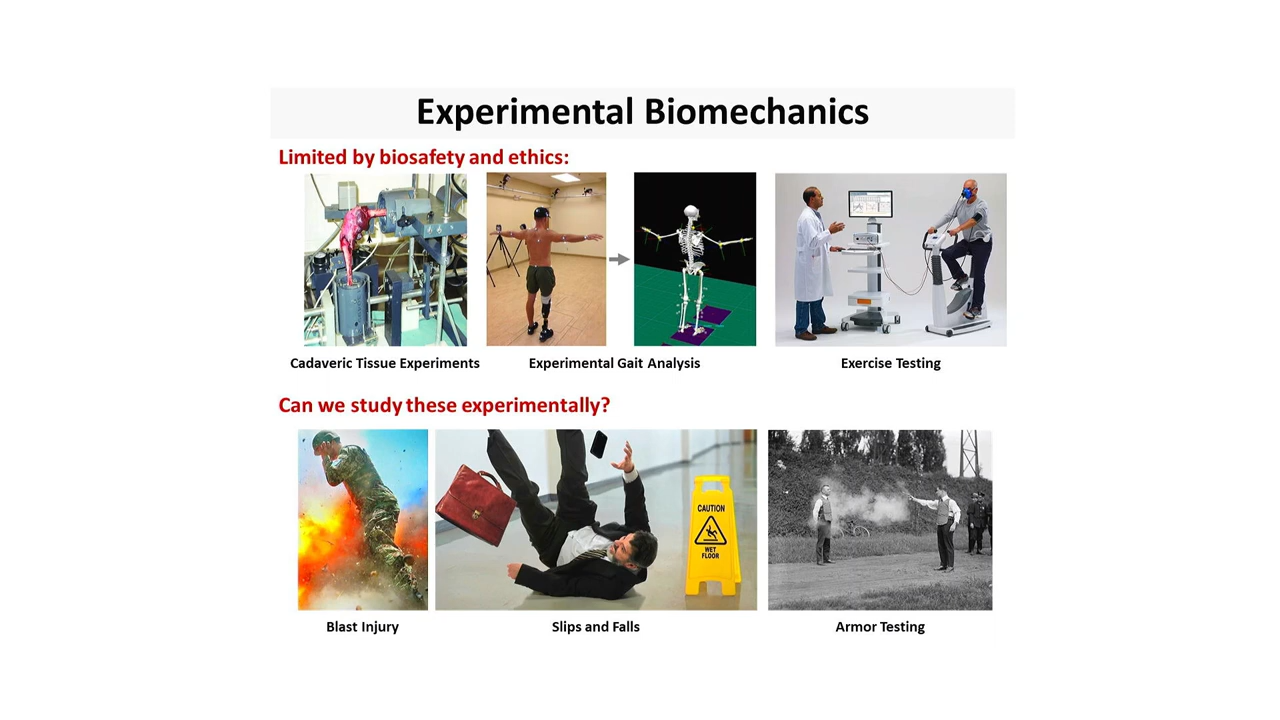 Experimental Biomechanics
Limited by biosafety and ethics:
Cadaveric Tissue Experiments
Experimental Gait Analysis
Exercise Testing
Can we study these experimentally?
CAUTION
WET
FLOOR
Blast Injury
Slips and Falls
Armor Testing